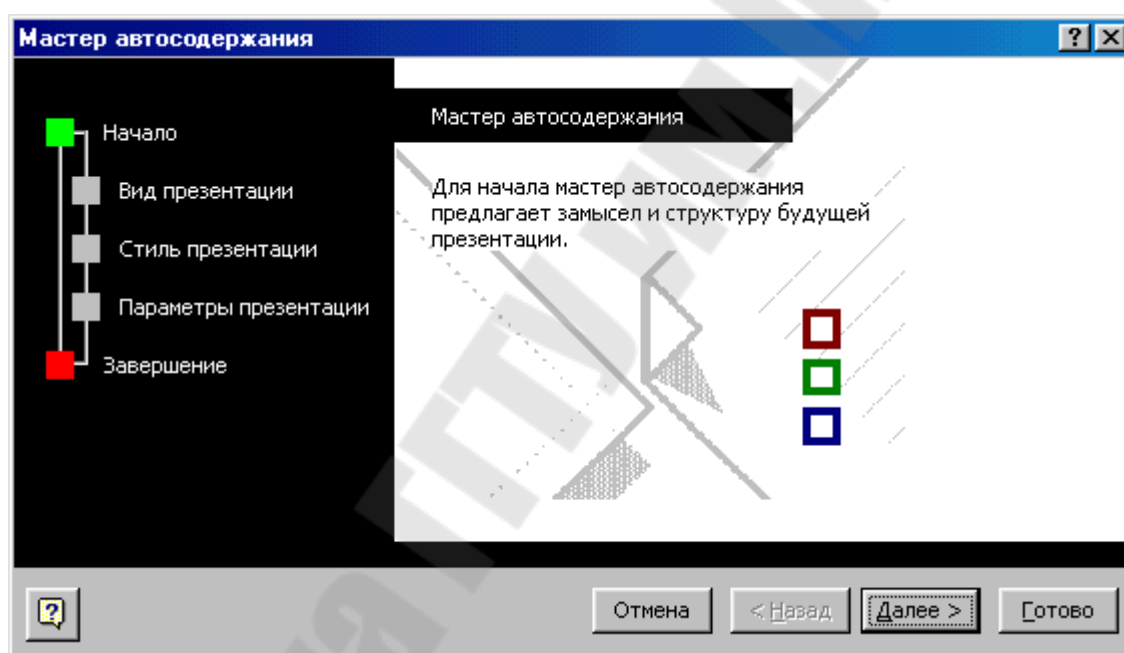 Мастер автосодержания
Начало
Вид презентации
Стиль презентации
Параметры презентации
Завершение
Мастер автосодержания
Для начала мастер автосодержания
предлагает замысел и структуру будущей
презентации.
Отмена
< Назад
Далее >
Готово